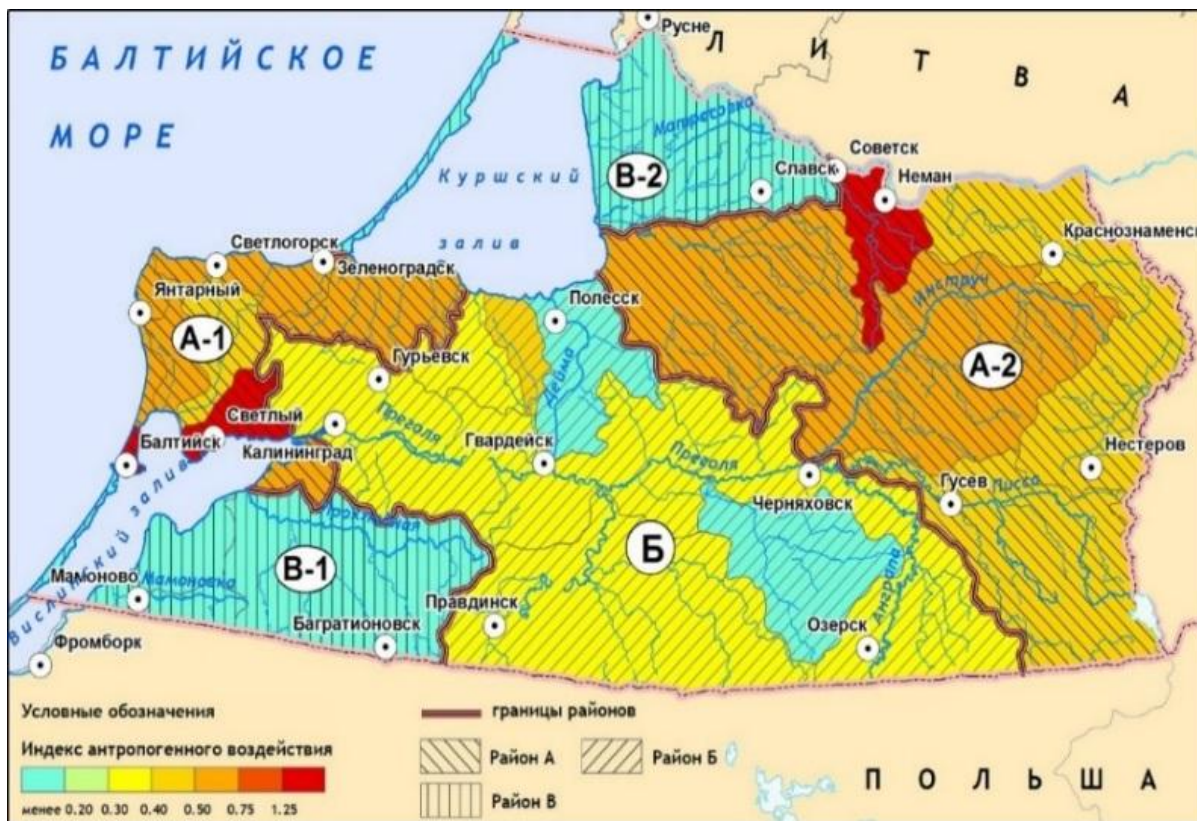 БАЛТИЙСКОЕ
МОРЕ
Русне
ЛИТВА
Матросовка
Советск
В-2
Славск
Неман
Куршский
залив
Светлогорск
Зеленоградск
Краснознаменск
Янтарный
Полесск
Инструч
А-1
Гурьевск
Дейма
А-2
Светлый
Преголя
Балтийск
Калининград
Гвардейск
Преголя
Нестеров
Черняховск
Гусев
Писса
Вислинский залив
Прохладная
Б
В-1
Мамоново
Мамоновка
Правдинск
Анграпа
Багратионовск
Озерск
Фромборк
Условные обозначения
границы районов
Индекс антропогенного воздействия
Район А
Район Б
менее 0.20 0.30 0.40 0.50 0.75 1.25
Район В
ПОЛЬША